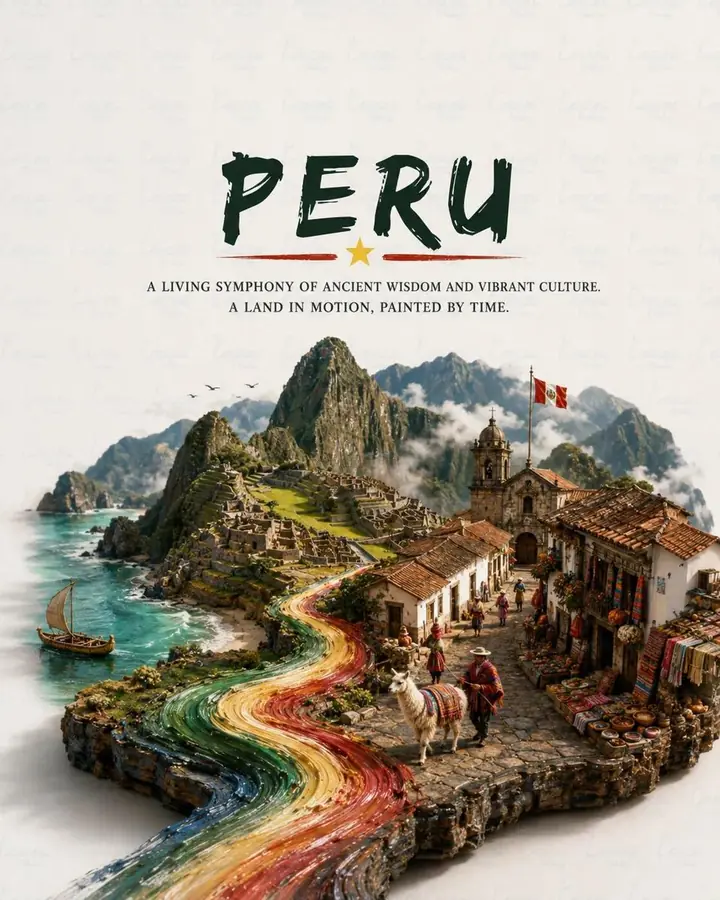 PERU
A LIVING SYMPHONY OF ANCIENT WISDOM AND VIBRANT CULTURE.
A LAND IN MOTION, PAINTED BY TIME.